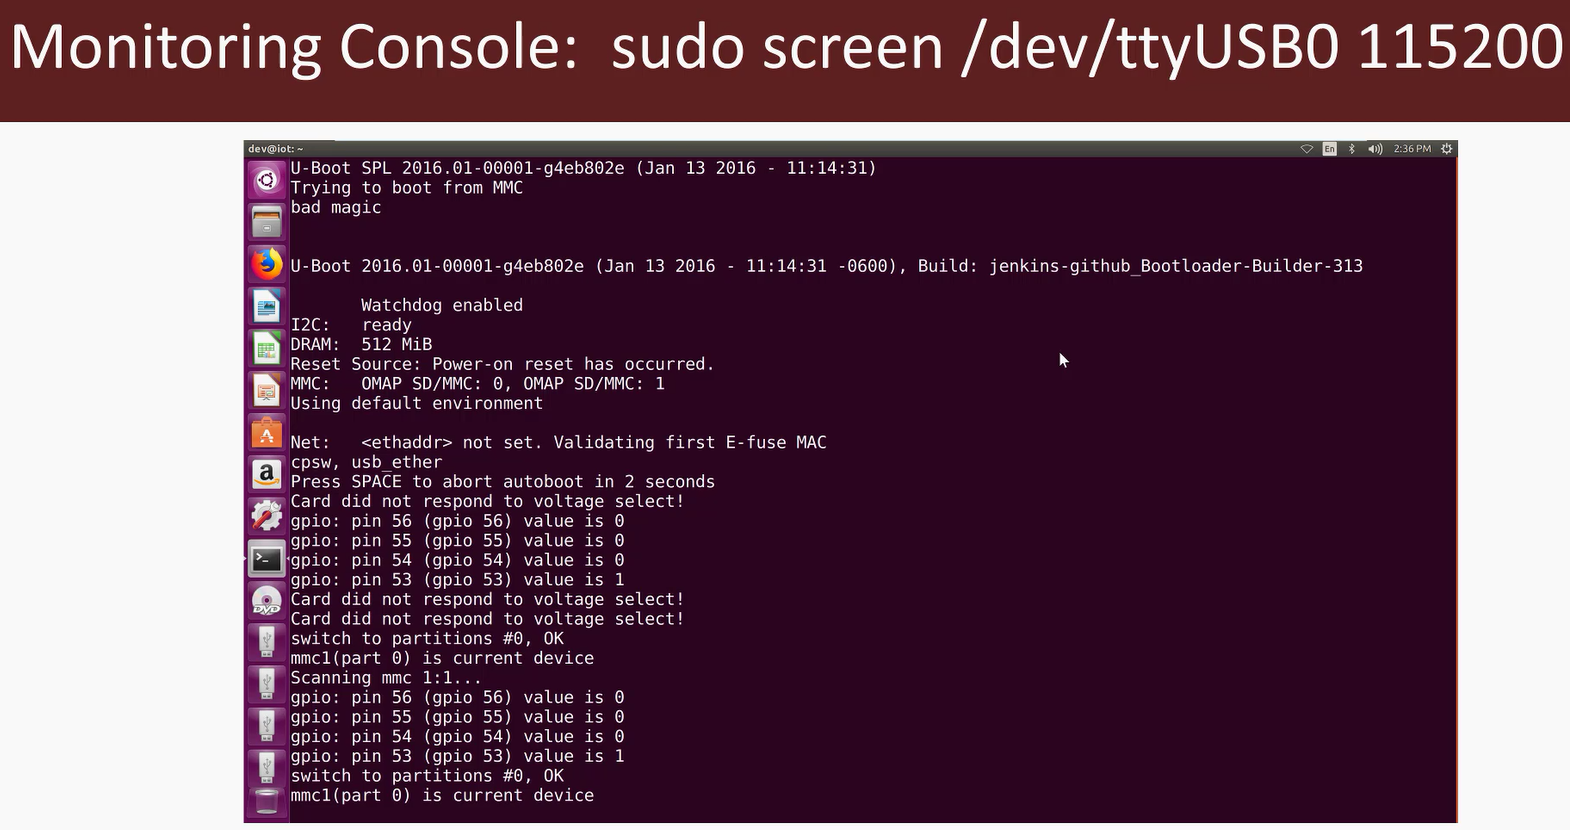 Monitoring Console: sudo screen /dev/ttyUSB0 115200
dev@iot: ~
En
2:36 PM
U-Boot SPL 2016.01-00001-g4eb802e (Jan 13 2016 - 11:14:31)
Trying to boot from MMC
bad magic
U-Boot 2016.01-00001-g4eb802e (Jan 13 2016 - 11:14:31 -0600), Build: jenkins-github_Bootloader-Builder-313
Watchdog enabled
I2C:   ready
DRAM:  512 MiB
Reset Source: Power-on reset has occurred.
MMC:   OMAP SD/MMC: 0, OMAP SD/MMC: 1
Using default environment
Net:   <ethaddr> not set. Validating first E-fuse MAC
cpsw, usb_ether
Press SPACE to abort autoboot in 2 seconds
Card did not respond to voltage select!
gpio: pin 56 (gpio 56) value is 0
gpio: pin 55 (gpio 55) value is 0
gpio: pin 54 (gpio 54) value is 0
gpio: pin 53 (gpio 53) value is 1
Card did not respond to voltage select!
Card did not respond to voltage select!
switch to partitions #0, OK
mmc1(part 0) is current device
Scanning mmc 1:1...
gpio: pin 56 (gpio 56) value is 0
gpio: pin 55 (gpio 55) value is 0
gpio: pin 54 (gpio 54) value is 0
gpio: pin 53 (gpio 53) value is 1
switch to partitions #0, OK
mmc1(part 0) is current device